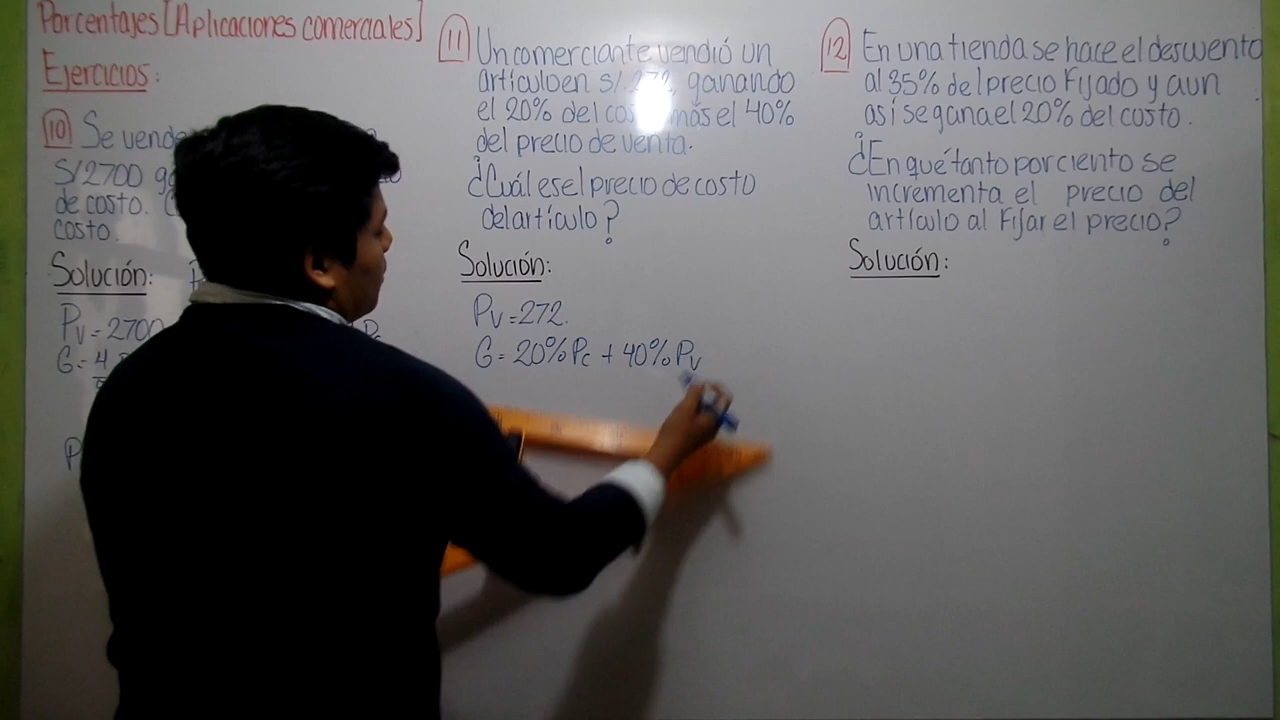 Porcentajes [Aplicaciones comerciales]
Ejercicios:
10 Se vende
S/2700
de costo.
costo.
Solución:
Pv = 2700 Pc
G = 4
P
11 Un comerciante vendió un
artículo en S/. 272, ganando
el 20% del más el 40%
del precio de venta.
¿Cuál es el precio de costo
del artículo?
Solución:
Pv = 272.
G = 20% Pc + 40% Pv
12 En una tienda se hace el descuento
al 35% del precio fijado y aun
así se gana el 20% del costo.
¿En qué tanto por ciento se
incrementa el precio del
artículo al fijar el precio?
Solución: